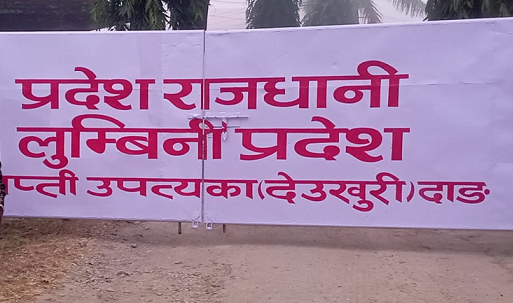 प्रदेश राजधानी
लुम्बिनी प्रदेश
प्ती उपत्यका(देउखुरी)दाङ